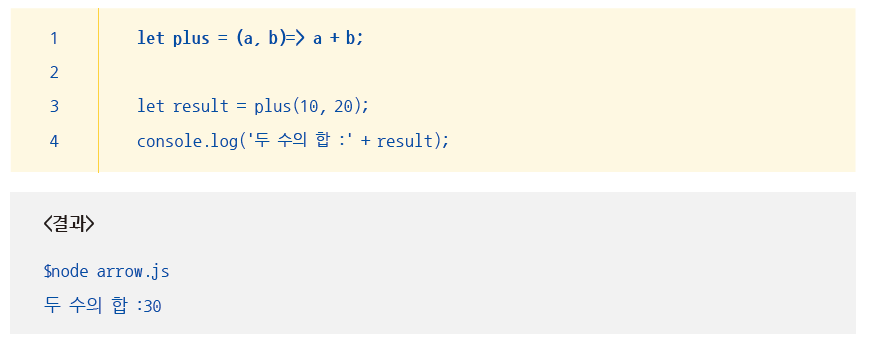 1 let plus = (a, b)=> a + b;
2
3 let result = plus(10, 20);
4 console.log('두 수의 합 :' + result);
<결과>
$node arrow.js
두 수의 합 :30